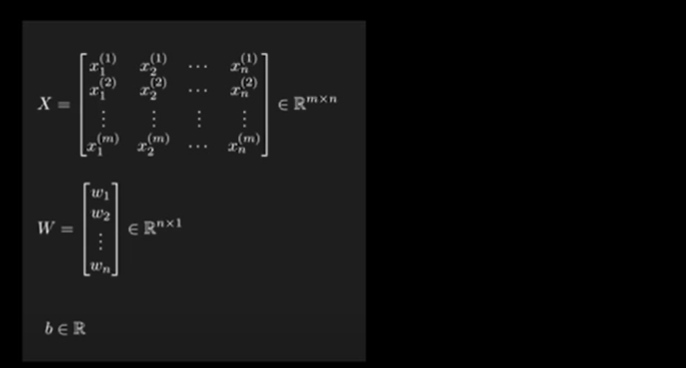 X = \begin{bmatrix} x_1^{(1)} & x_2^{(1)} & \cdots & x_n^{(1)} \\ x_1^{(2)} & x_2^{(2)} & \cdots & x_n^{(2)} \\ \vdots & \vdots & \vdots & \vdots \\ x_1^{(m)} & x_2^{(m)} & \cdots & x_n^{(m)} \end{bmatrix} \in \mathbb{R}^{m \times n}
W = \begin{bmatrix} w_1 \\ w_2 \\ \vdots \\ w_n \end{bmatrix} \in \mathbb{R}^{n \times 1}
b \in \mathbb{R}